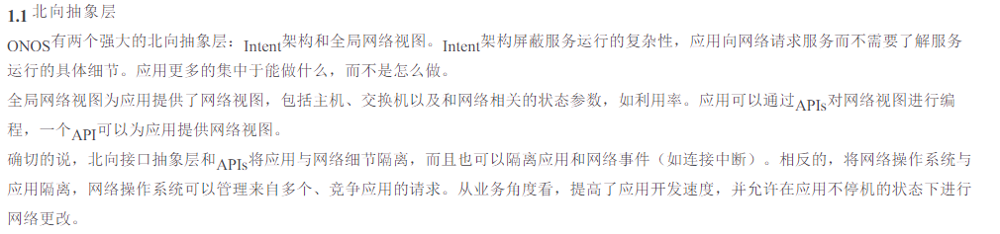 1.1 北向抽象层
ONOS有两个强大的北向抽象层：Intent架构和全局网络视图。Intent架构屏蔽服务运行的复杂性，应用向网络请求服务而不需要了解服务
运行的具体细节。应用更多的集中于能做什么，而不是怎么做。
全局网络视图为应用提供了网络视图，包括主机、交换机以及和网络相关的状态参数，如利用率。应用可以通过APIs对网络视图进行编
程，一个API可以为应用提供网络视图。
确切的说，北向接口抽象层和APIs将应用与网络细节隔离，而且也可以隔离应用和网络事件（如连接中断）。相反的，将网络操作系统与
应用隔离，网络操作系统可以管理来自多个、竞争应用的请求。从业务角度看，提高了应用开发速度，并允许在应用不停机的状态下进行
网络更改。